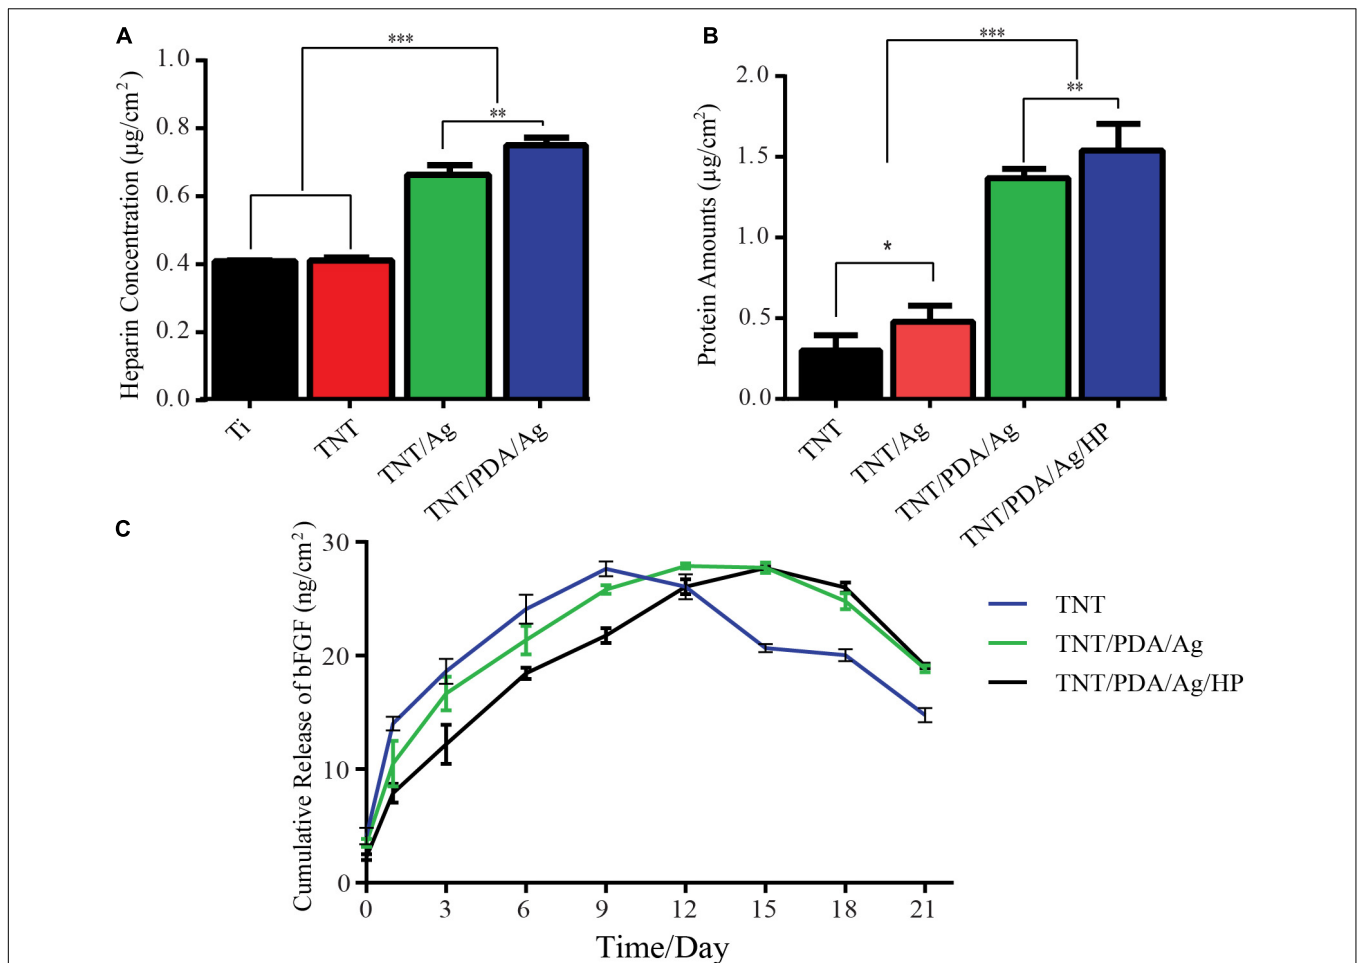 A
Heparin Concentration (μg/cm²)
1.0
0.8
0.6
0.4
0.2
0.0
***
**
Ti
TNT
TNT/Ag
TNT/PDA/Ag
B
Protein Amounts (μg/cm²)
2.0
1.5
1.0
0.5
0.0
***
**
*
TNT
TNT/Ag
TNT/PDA/Ag
TNT/PDA/Ag/HP
C
Cumulative Release of bFGF (ng/cm²)
30
20
10
0
0 3 6 9 12 15 18 21
Time/Day
TNT
TNT/PDA/Ag
TNT/PDA/Ag/HP